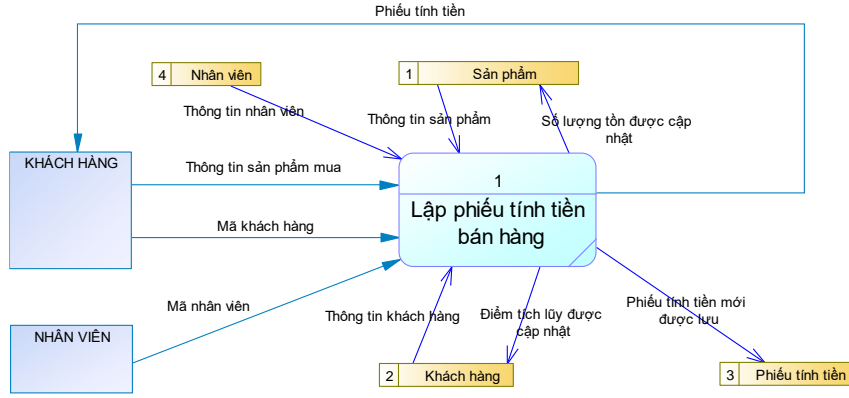 Phiếu tính tiền
4 Nhân viên
1 Sản phẩm
Thông tin nhân viên
Thông tin sản phẩm
Số lượng tồn được cập
nhật
KHÁCH HÀNG
Thông tin sản phẩm mua
1
Lập phiếu tính tiền
bán hàng
Mã khách hàng
Mã nhân viên
Thông tin khách hàng
Điểm tích lũy được
cập nhật
Phiếu tính tiền mới
được lưu
NHÂN VIÊN
2 Khách hàng
3 Phiếu tính tiền